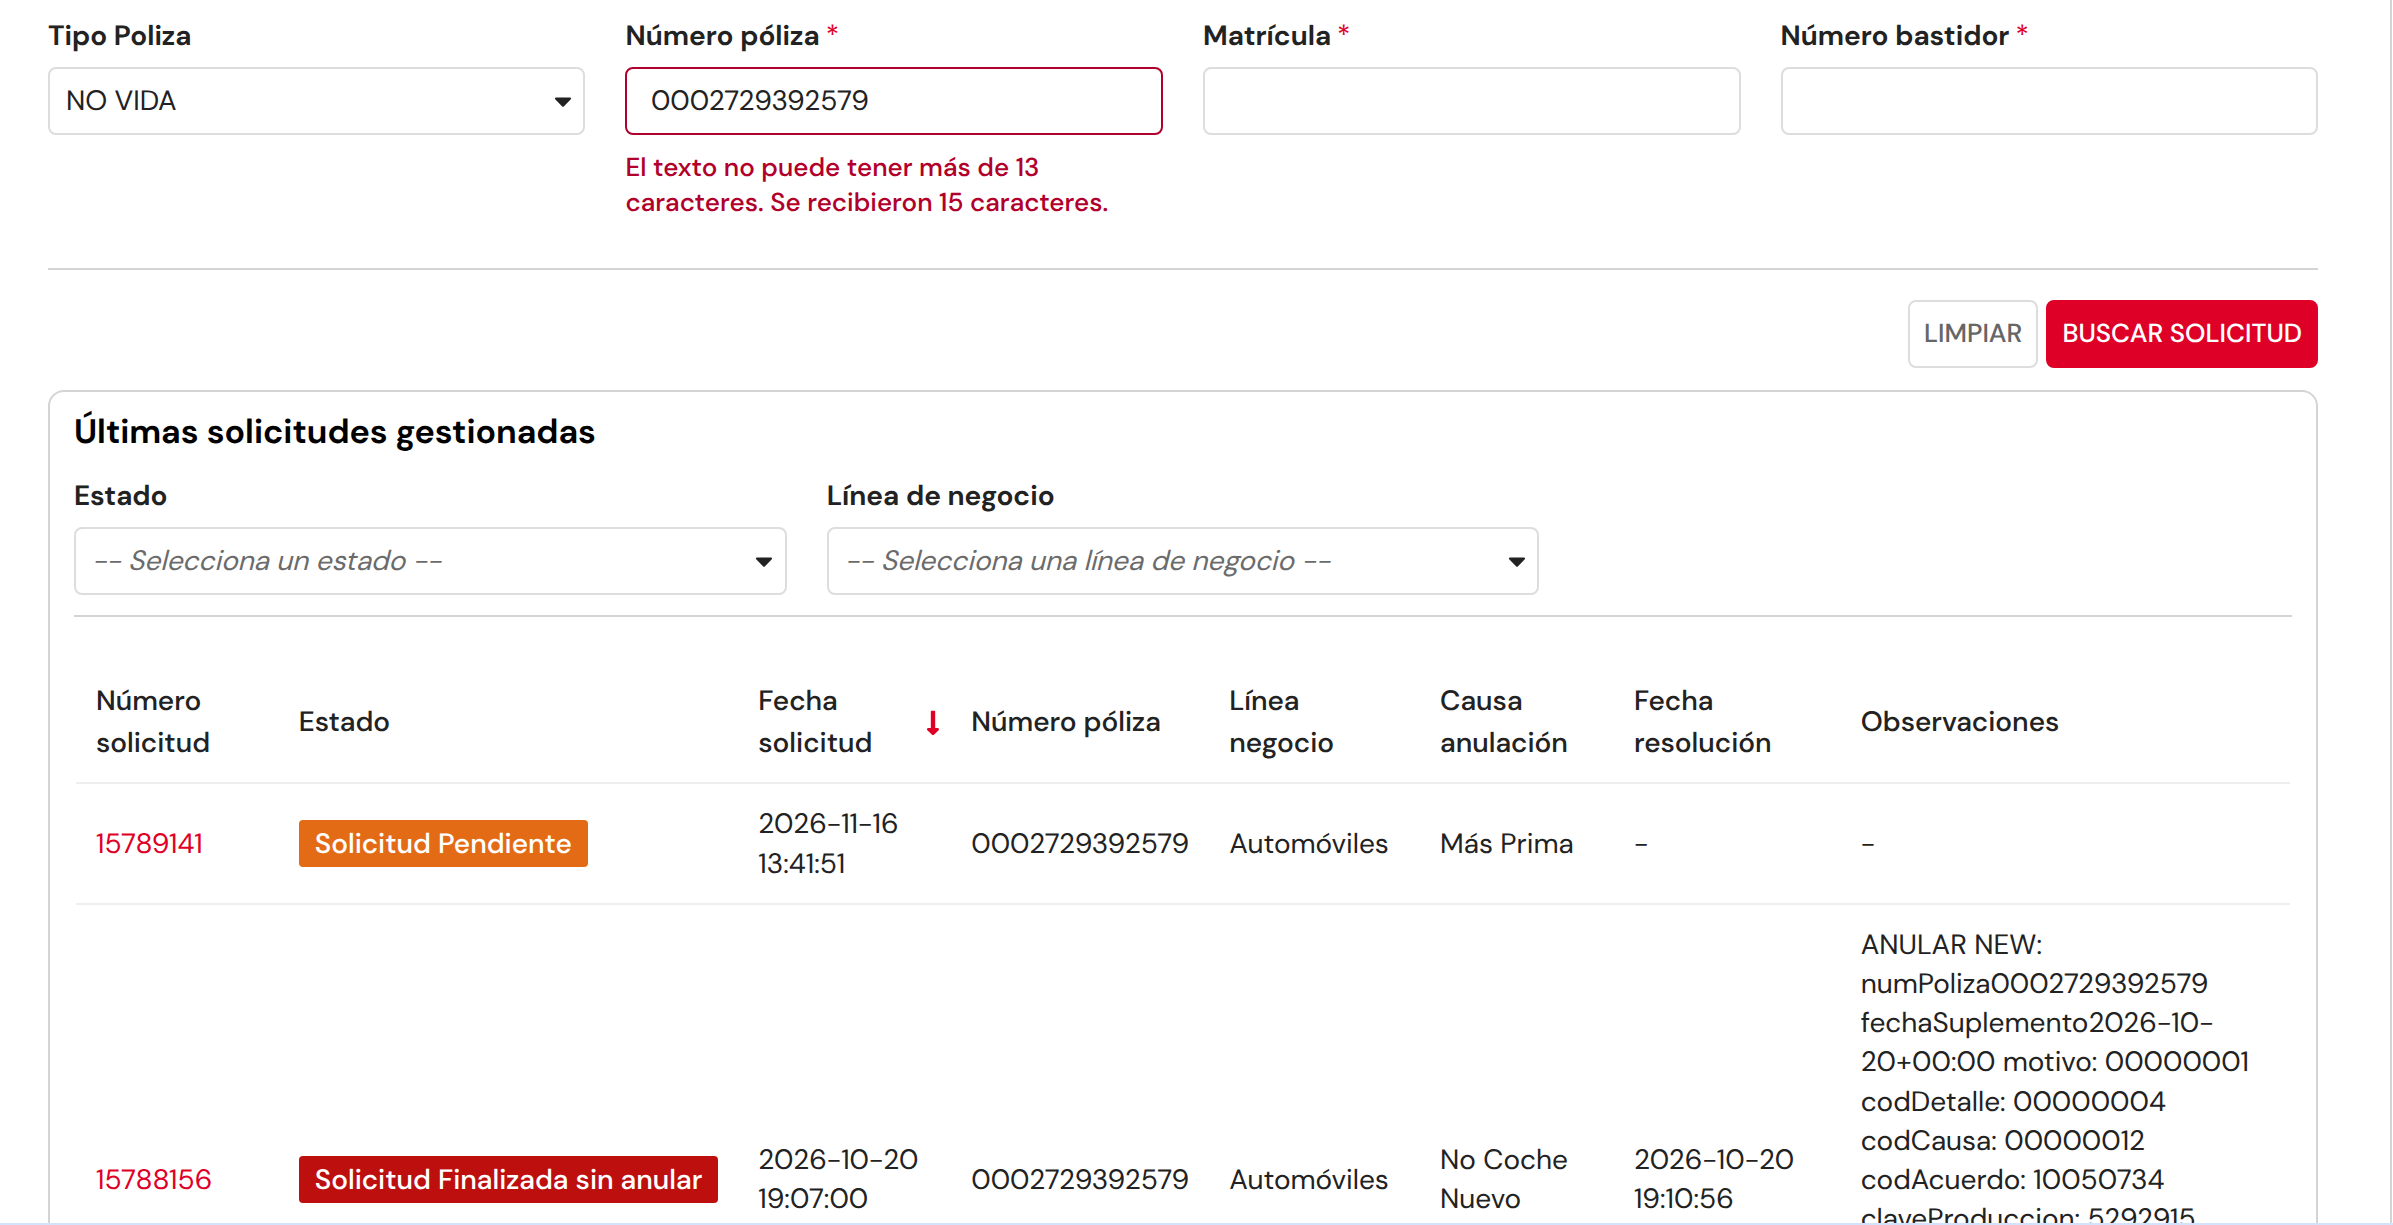 Tipo Poliza
Número póliza *
Matrícula *
Número bastidor *
NO VIDA
0002729392579
El texto no puede tener más de 13
caracteres. Se recibieron 15 caracteres.
LIMPIAR
BUSCAR SOLICITUD
Últimas solicitudes gestionadas
Estado
Línea de negocio
-- Selecciona un estado --
-- Selecciona una línea de negocio --
Número
solicitud
Estado
Fecha
solicitud
Número póliza
Línea
negocio
Causa
anulación
Fecha
resolución
Observaciones
15789141
Solicitud Pendiente
2026-11-16
13:41:51
0002729392579
Automóviles
Más Prima
-
-
15788156
Solicitud Finalizada sin anular
2026-10-20
19:07:00
0002729392579
Automóviles
No Coche
Nuevo
2026-10-20
19:10:56
ANULAR NEW:
numPoliza0002729392579
fechaSuplemento2026-10-
20+00:00 motivo: 00000001
codDetalle: 00000004
codCausa: 00000012
codAcuerdo: 10050734
claveProduccion: 5292915